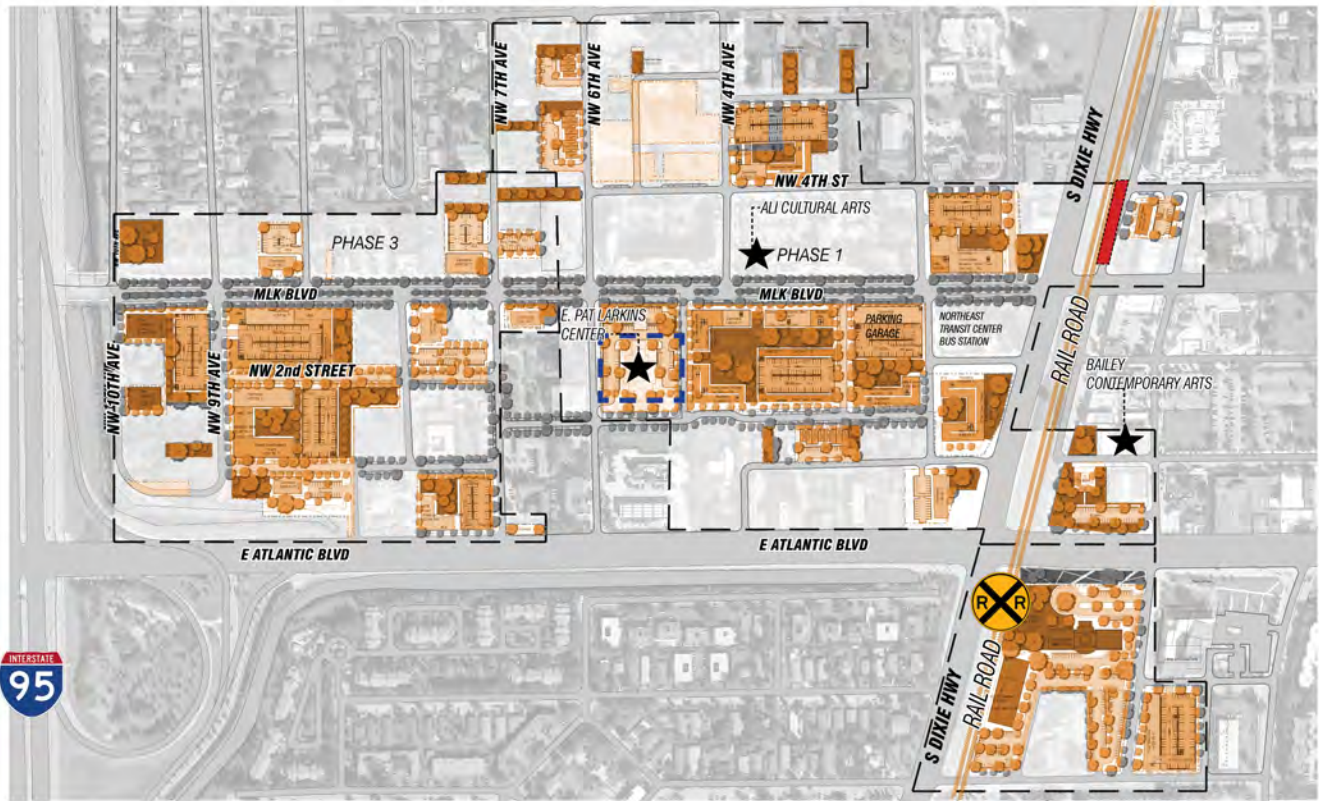 NW 7TH AVE
NW 6TH AVE
NW 4TH AVE
S DIXIE HWY
NW 4TH ST
ALI CULTURAL ARTS
PHASE 3
PHASE 1
MLK BLVD
MLK BLVD
E. PAT LARKINS
CENTER
PARKING
GARAGE
NORTHEAST
TRANSIT CENTER
BUS STATION
RAIL ROAD
BAILEY
CONTEMPORARY ARTS
NW 10TH AVE
NW 9TH AVE
NW 2nd STREET
E ATLANTIC BLVD
E ATLANTIC BLVD
R R
INTERSTATE
95
S DIXIE HWY
RAIL ROAD